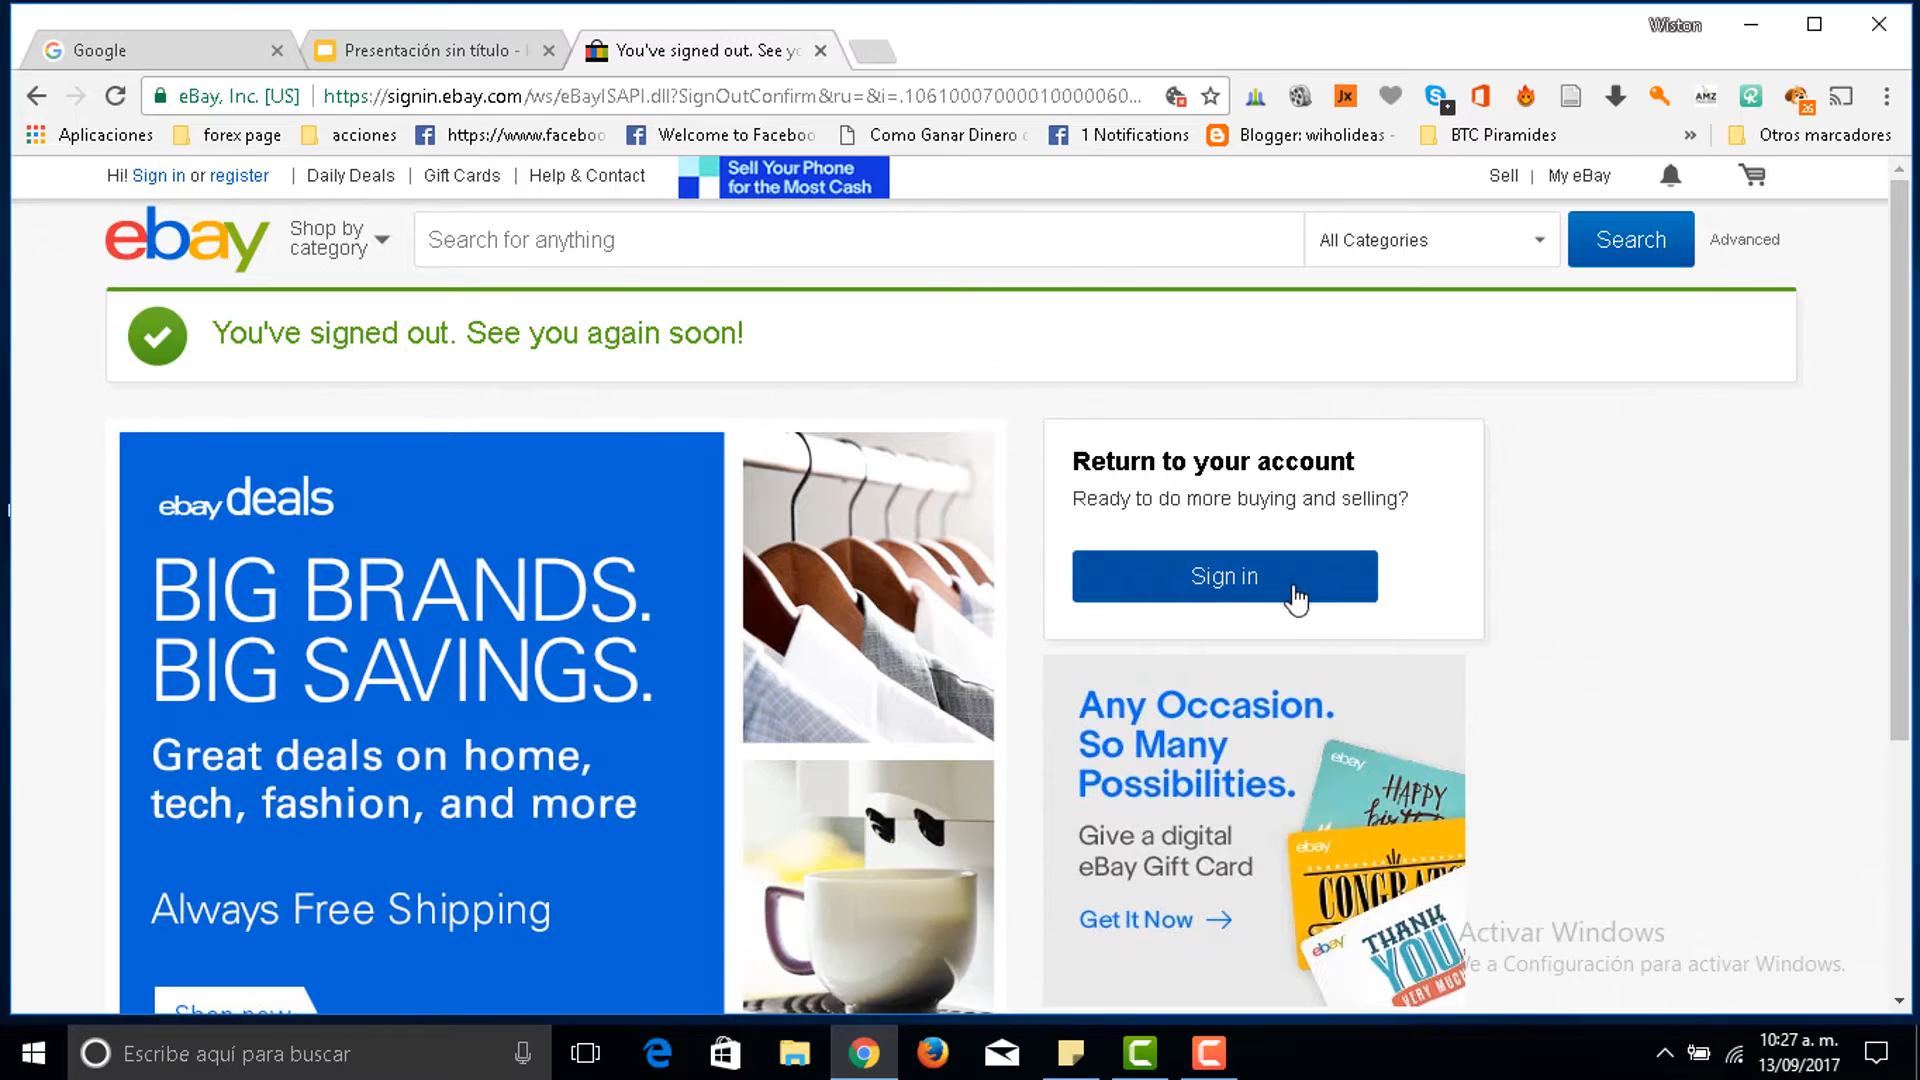 Wiston
Google
Presentación sin título -
You've signed out. See y
eBay, Inc. [US]
https://signin.ebay.com/ws/eBayISAPI.dll?SignOutConfirm&ru=&i=.10610007000010000060...
Aplicaciones
forex page
acciones
https://www.facebo
Welcome to Facebo
Como Ganar Dinero
1 Notifications
Blogger: wiholideas -
BTC Piramides
»
Otros marcadores
Hi! Sign in or register
Daily Deals
Gift Cards
Help & Contact
Sell Your Phone
for the Most Cash
Sell
My eBay
ebay
Shop by
category
Search for anything
All Categories
Search
Advanced
You've signed out. See you again soon!
ebay deals
BIG BRANDS.
BIG SAVINGS.
Great deals on home,
tech, fashion, and more
Always Free Shipping
Shop now
Return to your account
Ready to do more buying and selling?
Sign in
Any Occasion.
So Many
Possibilities.
Give a digital
eBay Gift Card
Get It Now →
ebay
HAPPY
ebay
CONGRATS
ebay
THANK
YOU
VERY MUCH
Activar Windows
Ve a Configuración para activar Windows.
Escribe aquí para buscar
10:27 a. m.
13/09/2017